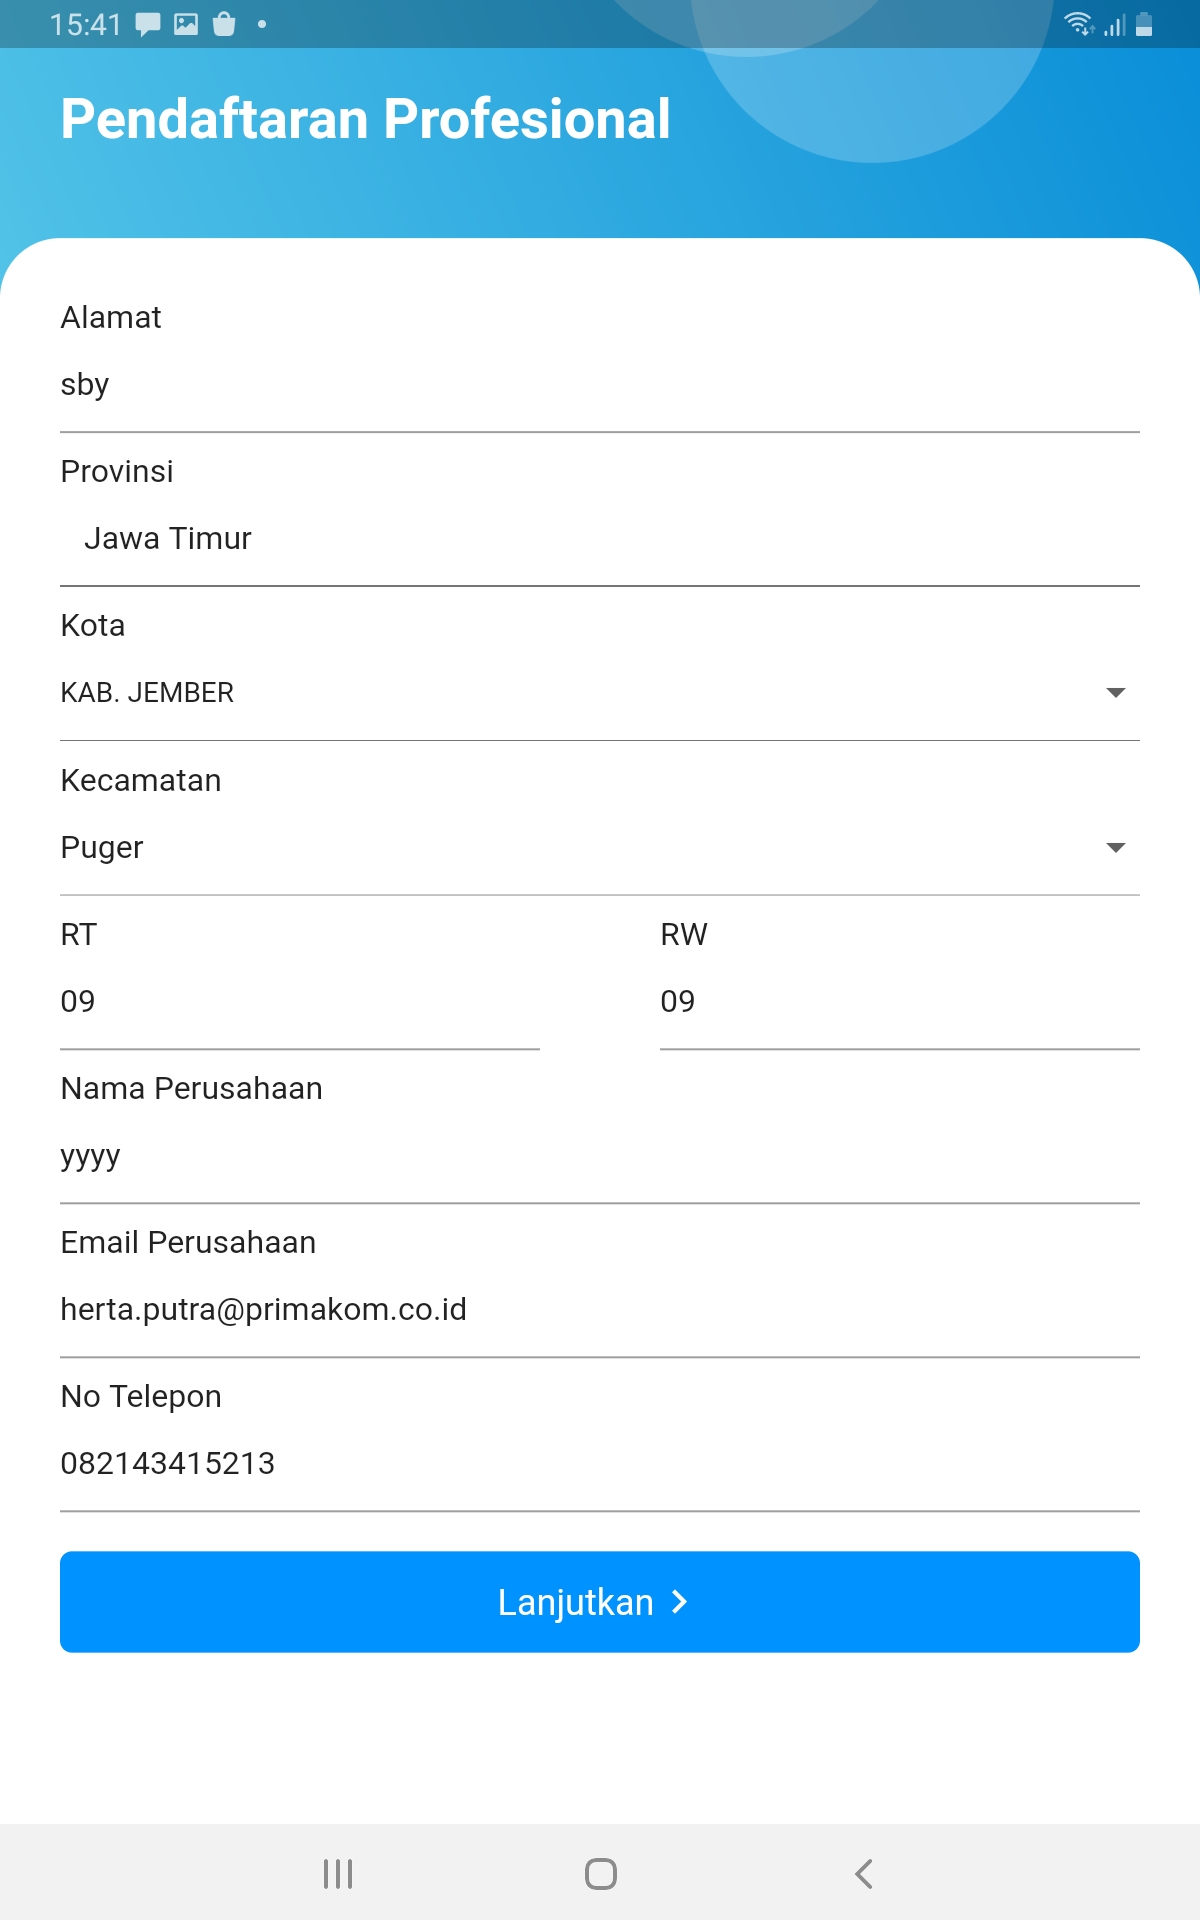 15:41
Pendaftaran Profesional
Alamat
sby
Provinsi
Jawa Timur
Kota
KAB. JEMBER
Kecamatan
Puger
RT
RW
09
09
Nama Perusahaan
yyyy
Email Perusahaan
herta.putra@primakom.co.id
No Telepon
082143415213
Lanjutkan